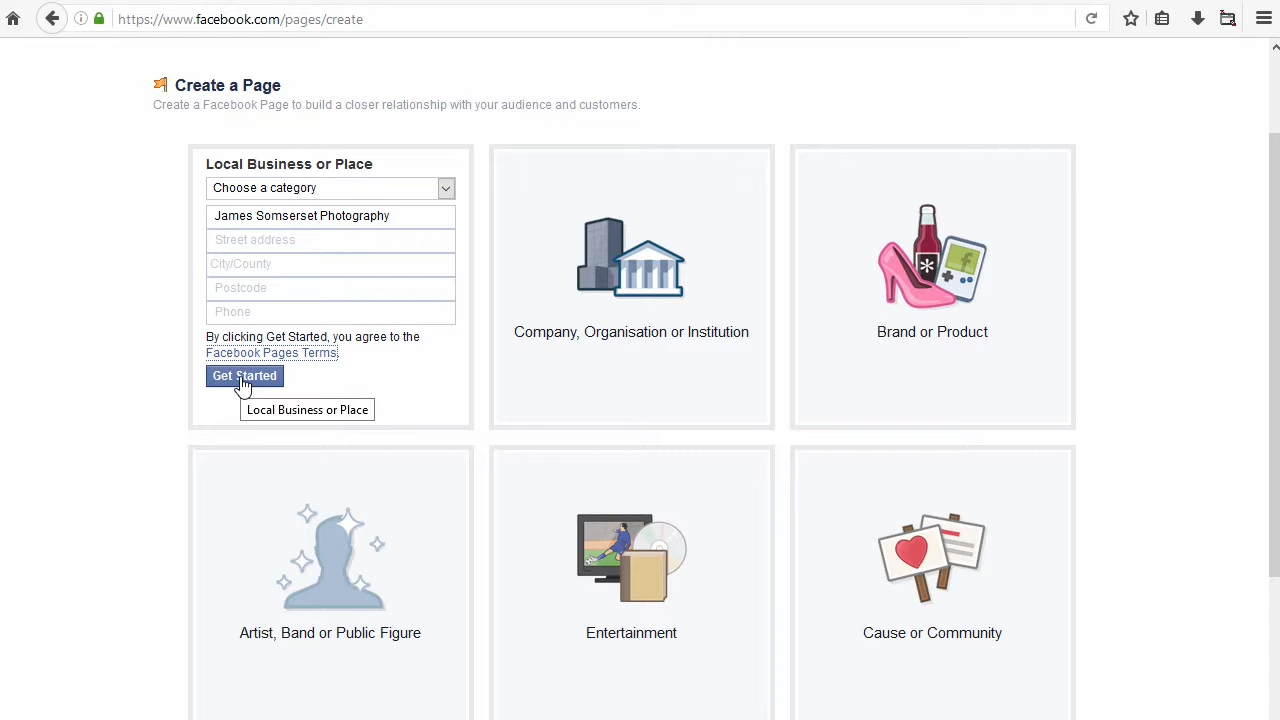 https://www.facebook.com/pages/create
Create a Page
Create a Facebook Page to build a closer relationship with your audience and customers.
Local Business or Place
Choose a category
James Somserset Photography
Street address
City/County
Postcode
Phone
By clicking Get Started, you agree to the
Facebook Pages Terms.
Get Started
Local Business or Place
Company, Organisation or Institution
Brand or Product
Artist, Band or Public Figure
Entertainment
Cause or Community